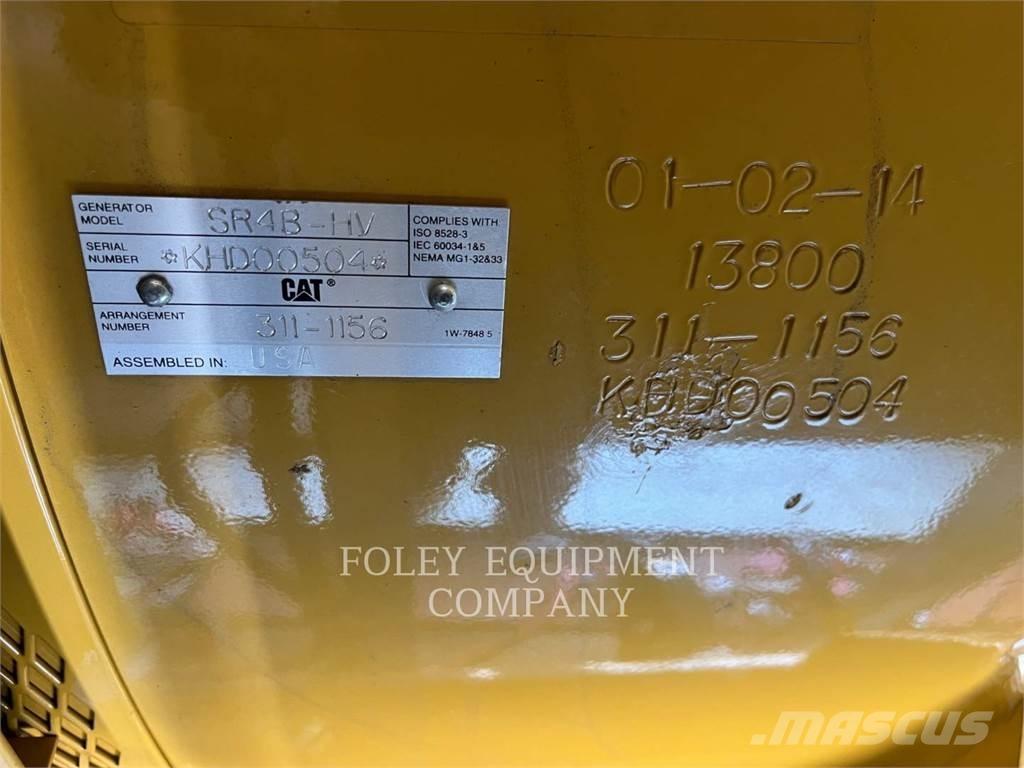 GENERATOR MODEL SR4B-HV
SERIAL NUMBER *KHD00504*
COMPLIES WITH
ISO 8528-3
IEC 60034-1&5
NEMA MG1-32&33
CAT®
ARRANGEMENT NUMBER 311-1156
1W-7848 5
ASSEMBLED IN: USA
01-02-14
13800
311-1156
00504
FOLEY EQUIPMENT
COMPANY
MASCUS